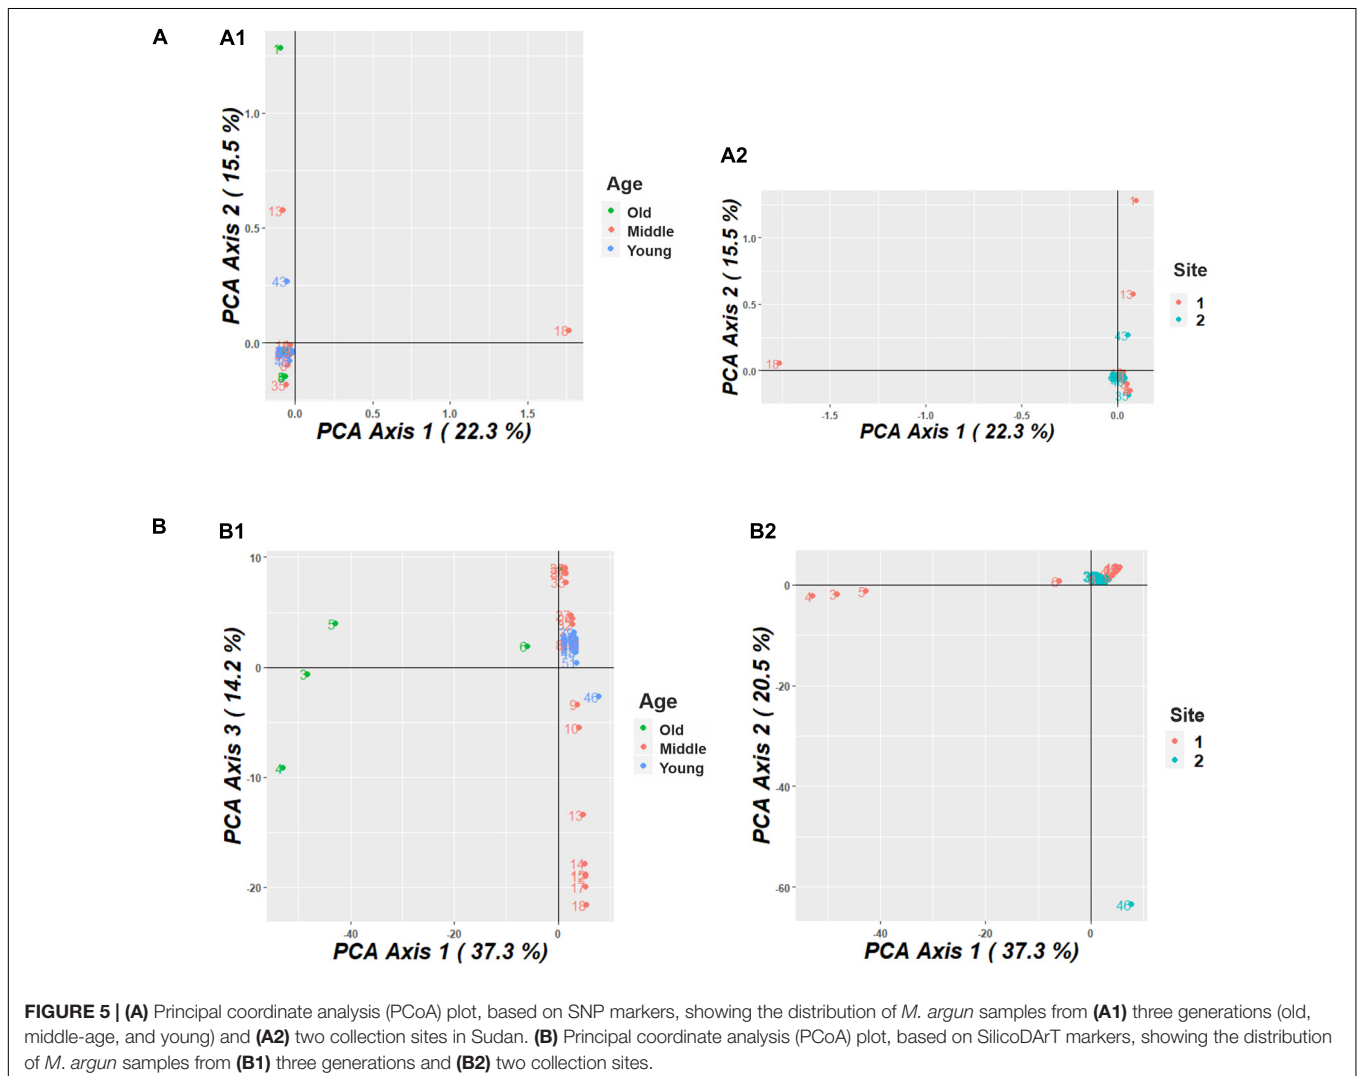 A
A1
PCA Axis 2 ( 15.5 %)
1.0
0.5
0.0
1
13
43
18
35
0.0
0.5
1.0
1.5
PCA Axis 1 ( 22.3 %)
Age
Old
Middle
Young
A2
PCA Axis 2 ( 15.5 %)
1.0
0.5
0.0
1
13
43
18
35
-1.5
-1.0
-0.5
0.0
PCA Axis 1 ( 22.3 %)
Site
1
2
B
B1
PCA Axis 3 ( 14.2 %)
10
0
-10
-20
5
6
3
4
46
9
10
13
14
17
18
-40
-20
0
PCA Axis 1 ( 37.3 %)
Age
Old
Middle
Young
B2
PCA Axis 2 ( 20.5 %)
0
-20
-40
-60
4
3
5
6
46
-40
-20
0
PCA Axis 1 ( 37.3 %)
Site
1
2
FIGURE 5 | (A) Principal coordinate analysis (PCoA) plot, based on SNP markers, showing the distribution of M. argun samples from (A1) three generations (old,
middle-age, and young) and (A2) two collection sites in Sudan. (B) Principal coordinate analysis (PCoA) plot, based on SilicoDArT markers, showing the distribution
of M. argun samples from (B1) three generations and (B2) two collection sites.